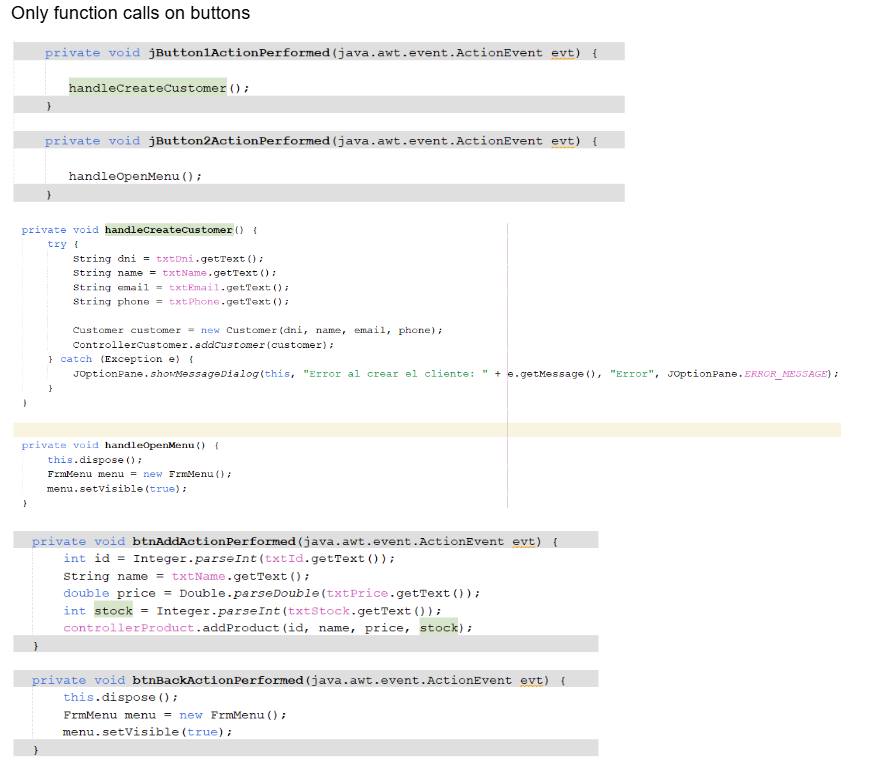 Only function calls on buttons
private void jButton1ActionPerformed(java.awt.event.ActionEvent evt) {
handleCreateCustomer();
}
private void jButton2ActionPerformed(java.awt.event.ActionEvent evt) {
handleOpenMenu();
}
private void handleCreateCustomer() {
try {
String dni = txtDni.getText();
String name = txtName.getText();
String email = txtEmail.getText();
String phone = txtPhone.getText();
Customer customer = new Customer(dni, name, email, phone);
ControllerCustomer.addCustomer(customer);
} catch (Exception e) {
JOptionPane.showMessageDialog(this, "Error al crear el cliente: " + e.getMessage(), "Error", JOptionPane.ERROR_MESSAGE);
}
}
private void handleOpenMenu() {
this.dispose();
FrmMenu menu = new FrmMenu();
menu.setVisible(true);
}
private void btnAddActionPerformed(java.awt.event.ActionEvent evt) {
int id = Integer.parseInt(txtId.getText());
String name = txtName.getText();
double price = Double.parseDouble(txtPrice.getText());
int stock = Integer.parseInt(txtStock.getText());
controllerProduct.addProduct(id, name, price, stock);
}
private void btnBackActionPerformed(java.awt.event.ActionEvent evt) {
this.dispose();
FrmMenu menu = new FrmMenu();
menu.setVisible(true);
}